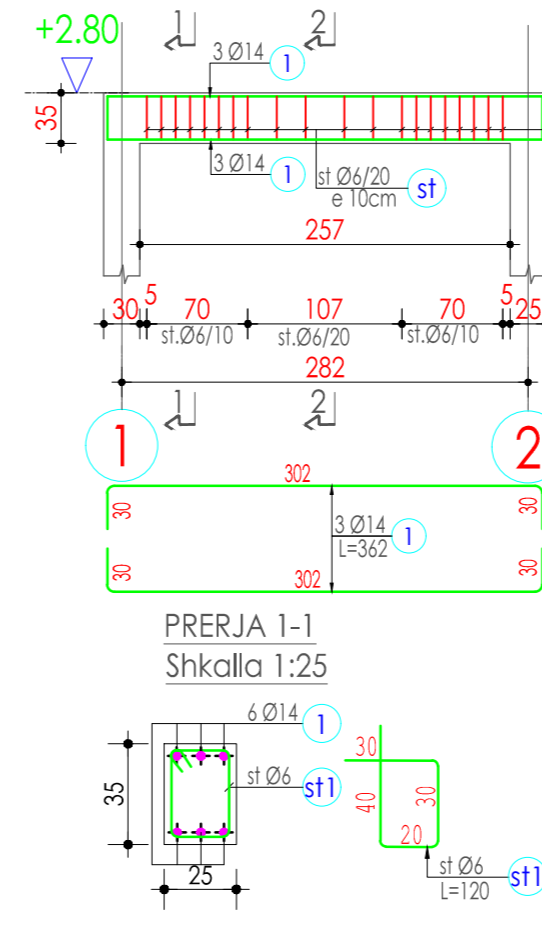 +2.80
1 2
3 Ø14 1
35
3 Ø14 1
st Ø6/20 st
e 10cm
257
30 5 70 107 70 5 25
st.Ø6/10 st.Ø6/20 st.Ø6/10
282
1 2
1 2
302
30 30
3 Ø14 1
L=362
30 30
302
PRERJA 1-1
Shkalla 1:25
6 Ø14 1
30
st Ø6 st1
35 40 30
20
25
st Ø6 st1
L=120